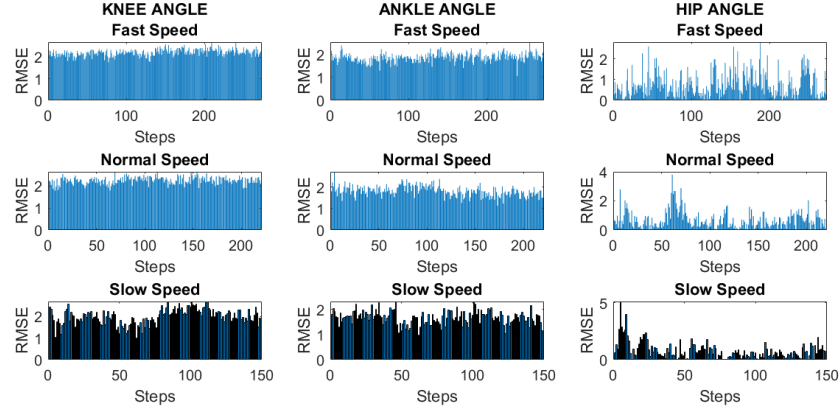 KNEE ANGLE
Fast Speed
RMSE
2
1
0
0 100 200
Steps
ANKLE ANGLE
Fast Speed
RMSE
2
1
0
0 100 200
Steps
HIP ANGLE
Fast Speed
RMSE
2
1
0
0 100 200
Steps
Normal Speed
RMSE
2
1
0
0 50 100 150 200
Steps
Normal Speed
RMSE
2
1
0
0 50 100 150 200
Steps
Normal Speed
RMSE
4
2
0
0 50 100 150 200
Steps
Slow Speed
RMSE
2
1
0
0 50 100 150
Steps
Slow Speed
RMSE
2
1
0
0 50 100 150
Steps
Slow Speed
RMSE
5
0
0 50 100 150
Steps